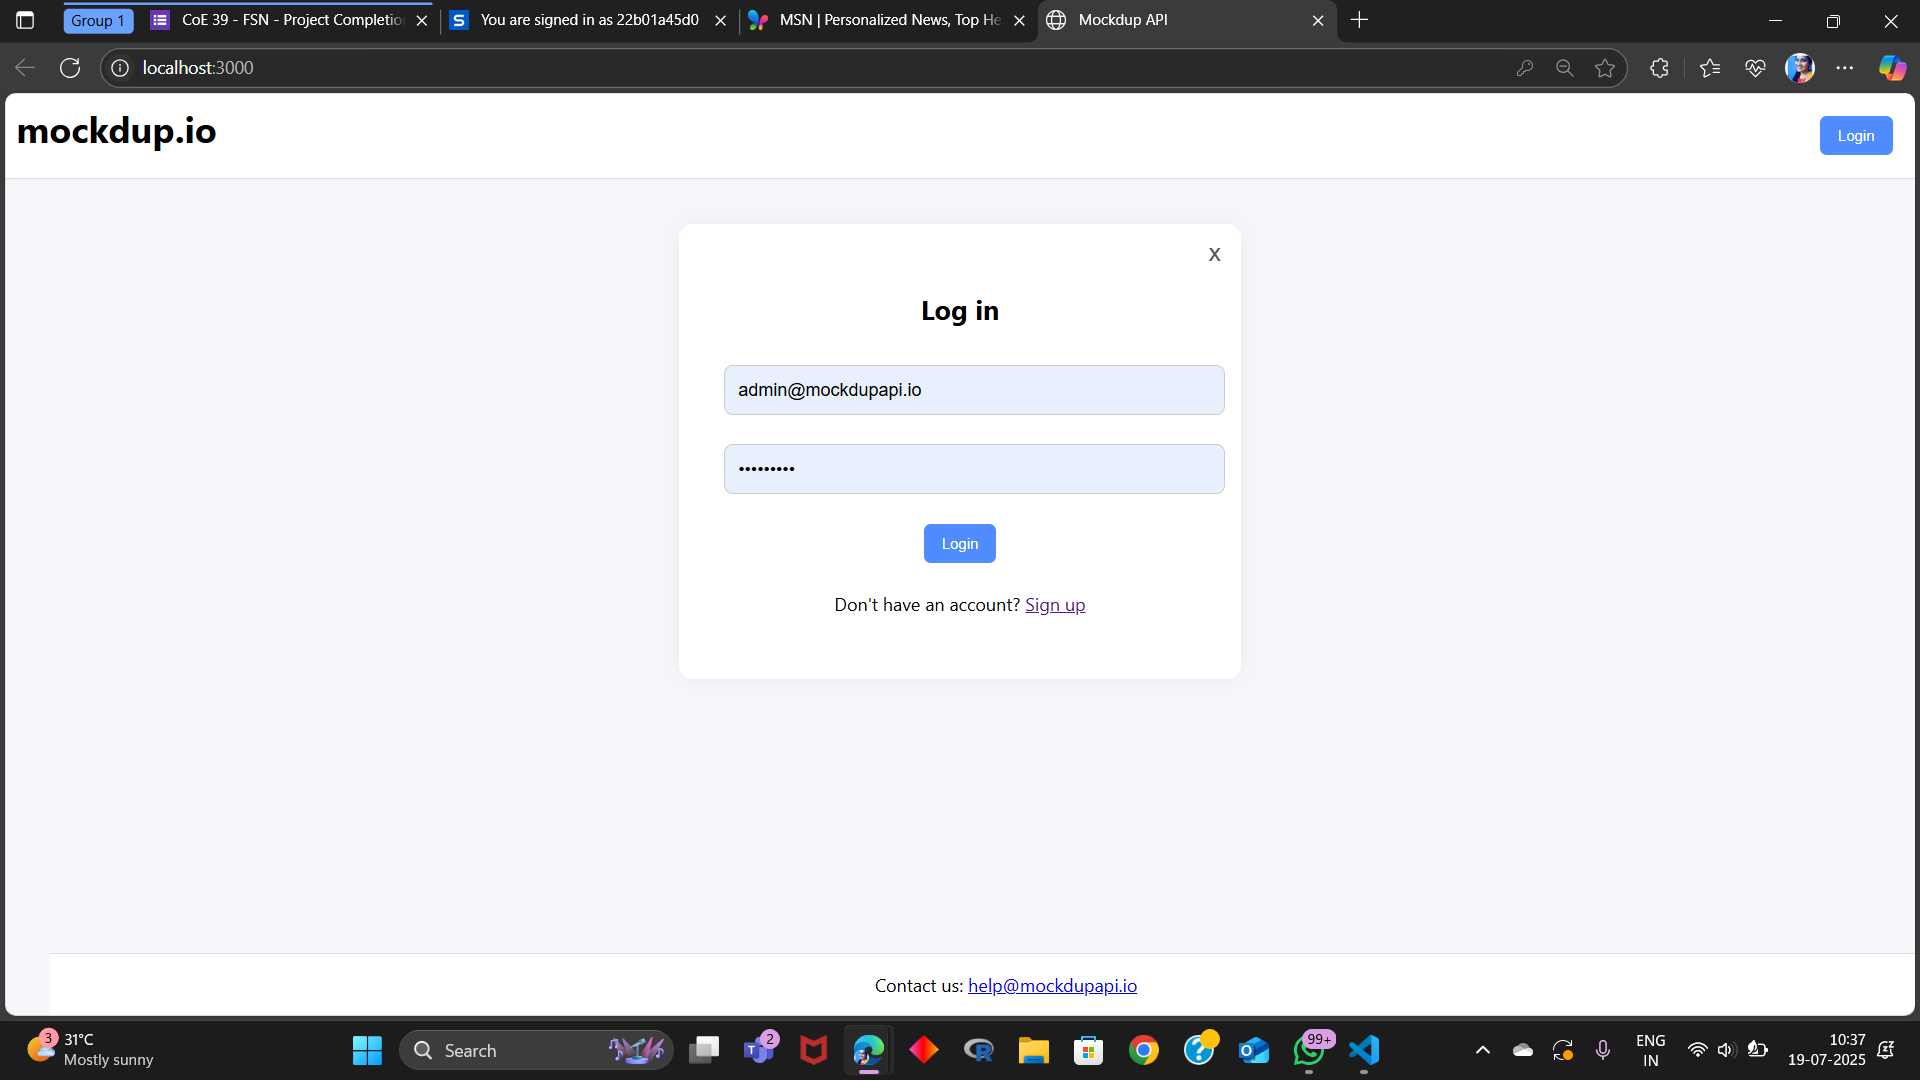 Group 1
CoE 39 - FSN - Project Completio
You are signed in as 22b01a45d0
MSN | Personalized News, Top He
Mockdup API
localhost:3000
mockdup.io
Login
X
Log in
admin@mockdupapi.io
•••••••••
Login
Don't have an account? Sign up
Contact us: help@mockdupapi.io
3
31°C
Mostly sunny
Search
2
99+
ENG
IN
10:37
19-07-2025